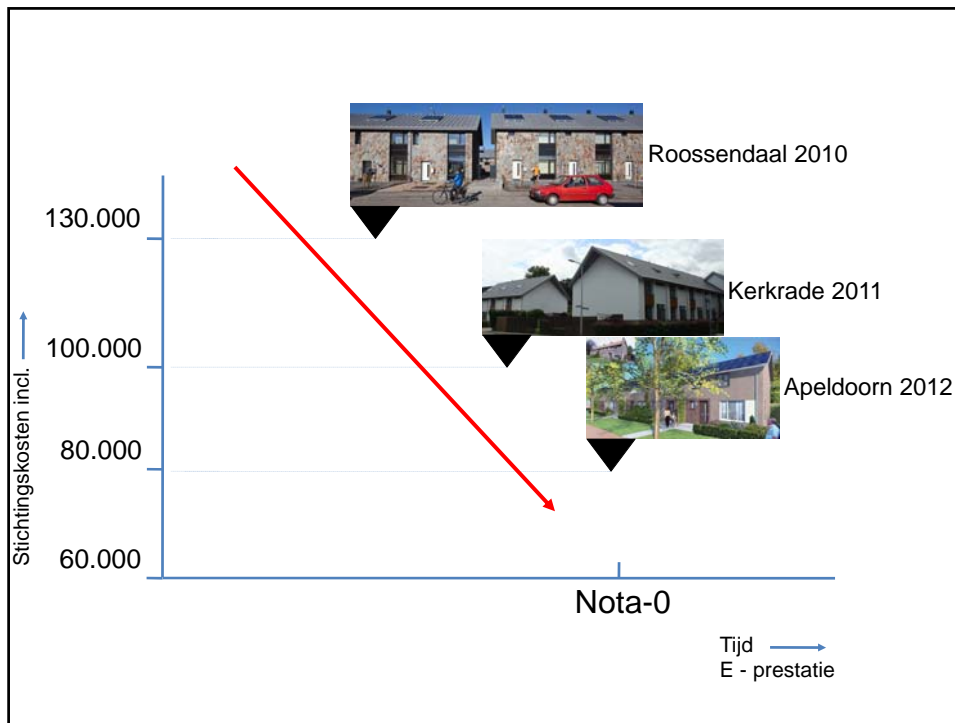 Roossendaal 2010
130.000
Kerkrade 2011
100.000
Apeldoorn 2012
80.000
60.000
Stichtingskosten incl.
Nota-0
Tijd
E - prestatie